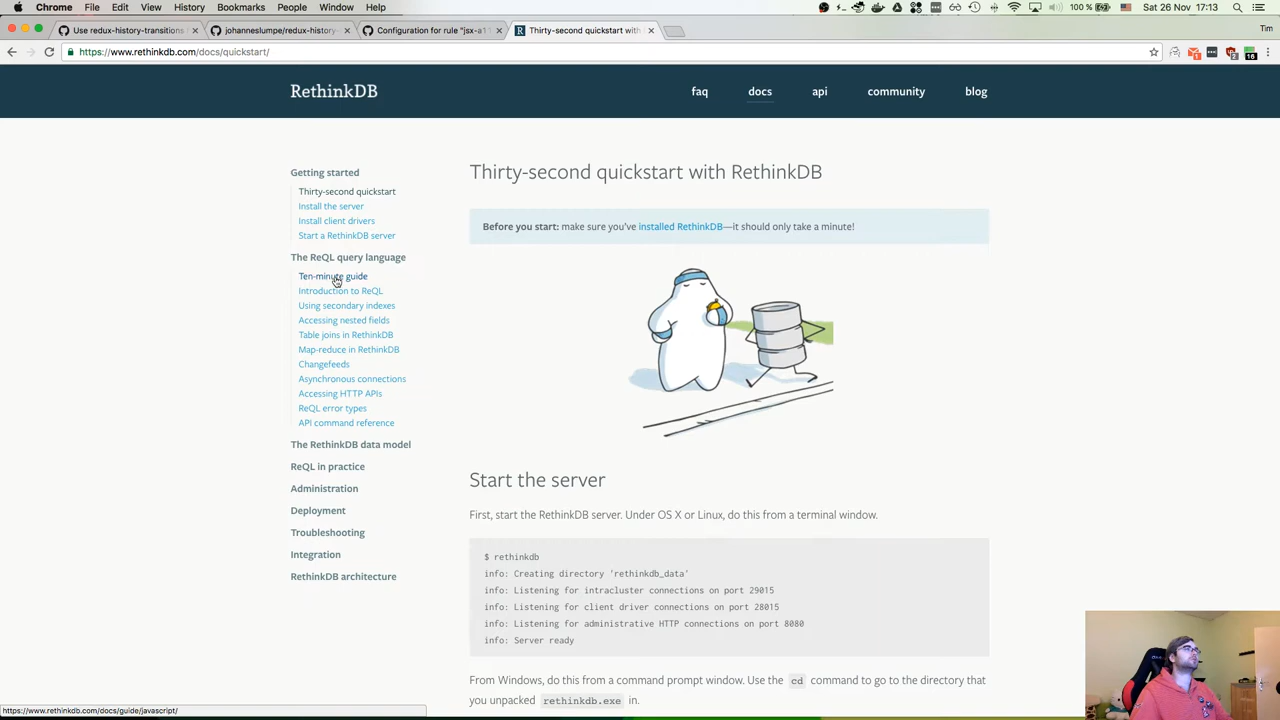 Chrome File Edit View History Bookmarks People Window Help 100 % Sat 26 Nov 17:13
Use redux-history-transitions johanneslumpe/redux-history- Configuration for rule "jsx-a11 Thirty-second quickstart with Tim
https://www.rethinkdb.com/docs/quickstart/
RethinkDB faq docs api community blog
Getting started
Thirty-second quickstart
Install the server
Install client drivers
Start a RethinkDB server
The ReQL query language
Ten-minute guide
Introduction to ReQL
Using secondary indexes
Accessing nested fields
Table joins in RethinkDB
Map-reduce in RethinkDB
Changefeeds
Asynchronous connections
Accessing HTTP APIs
ReQL error types
API command reference
The RethinkDB data model
ReQL in practice
Administration
Deployment
Troubleshooting
Integration
RethinkDB architecture
Thirty-second quickstart with RethinkDB
Before you start: make sure you've installed RethinkDB—it should only take a minute!
Start the server
First, start the RethinkDB server. Under OS X or Linux, do this from a terminal window.
$ rethinkdb
info: Creating directory 'rethinkdb_data'
info: Listening for intracluster connections on port 29015
info: Listening for client driver connections on port 28015
info: Listening for administrative HTTP connections on port 8080
info: Server ready
From Windows, do this from a command prompt window. Use the cd command to go to the directory that
you unpacked rethinkdb.exe in.
https://www.rethinkdb.com/docs/guide/javascript/